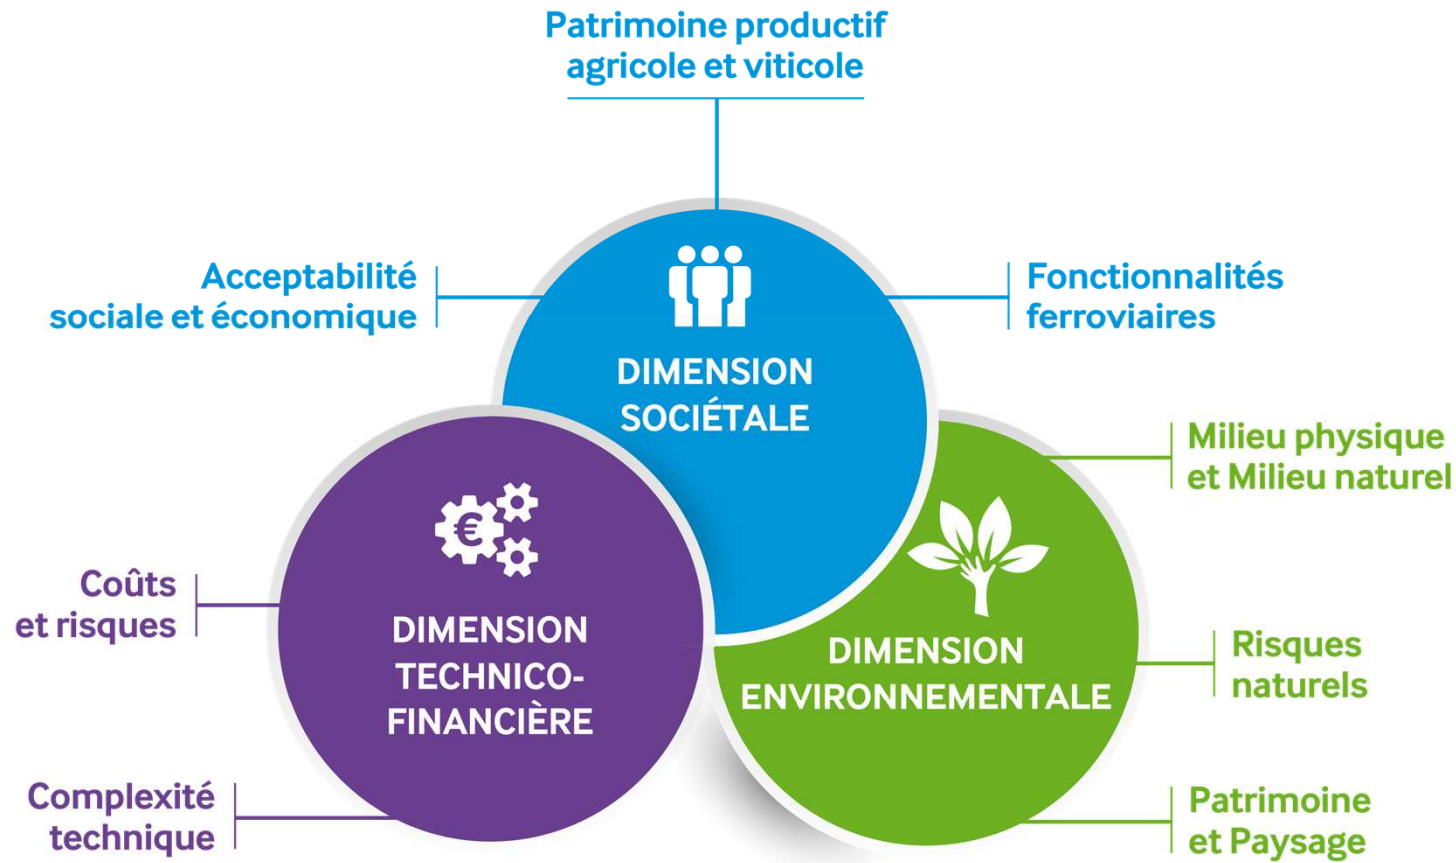 Patrimoine productif
agricole et viticole
Acceptabilité
sociale et économique
Fonctionnalités
ferroviaires
DIMENSION
SOCIÉTALE
Milieu physique
et Milieu naturel
€
Coûts
et risques
DIMENSION
TECHNICO-
FINANCIÈRE
DIMENSION
ENVIRONNEMENTALE
Risques
naturels
Complexité
technique
Patrimoine
et Paysage